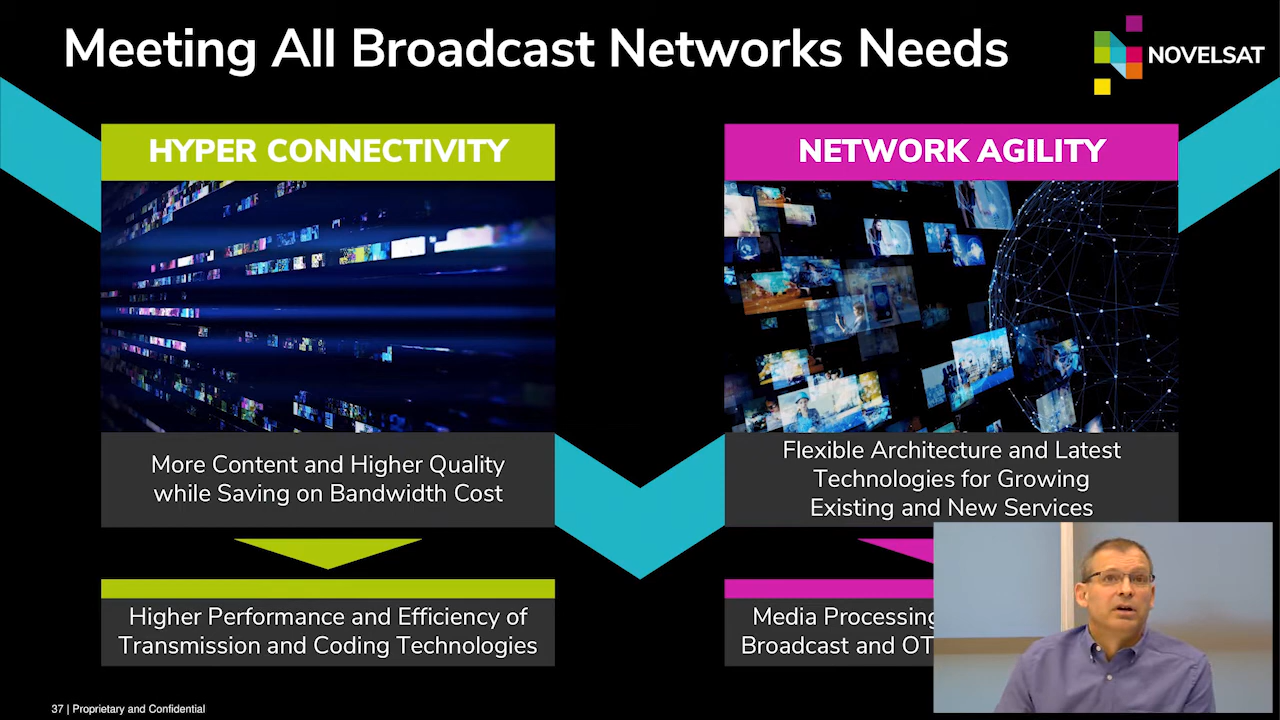 Meeting All Broadcast Networks Needs
NOVELSAT
HYPER CONNECTIVITY
More Content and Higher Quality
while Saving on Bandwidth Cost
Higher Performance and Efficiency of
Transmission and Coding Technologies
NETWORK AGILITY
Flexible Architecture and Latest
Technologies for Growing
Existing and New Services
Media Processing
Broadcast and
37 | Proprietary and Confidential